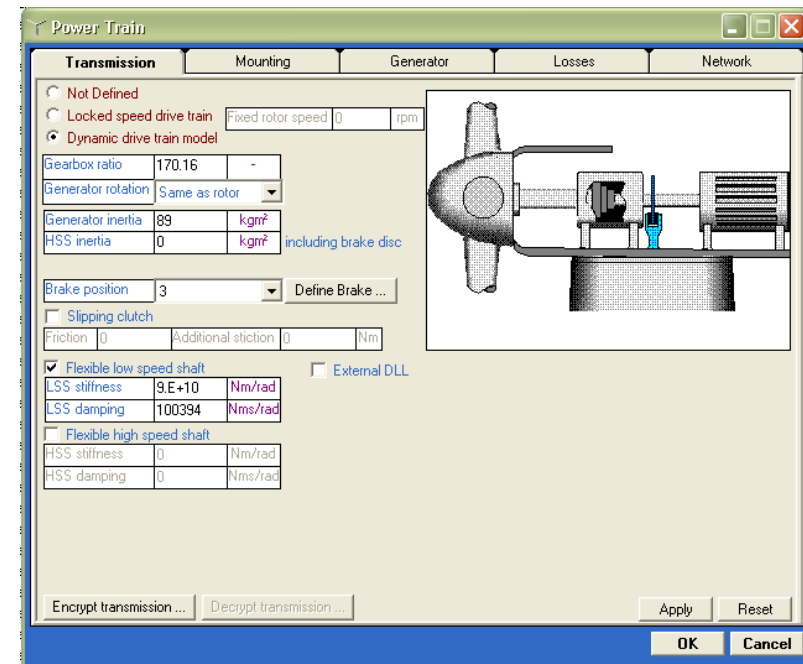 Power Train
Transmission Mounting Generator Losses Network
Not Defined
Locked speed drive train Fixed rotor speed 0 rpm
Dynamic drive train model
Gearbox ratio 170.16 -
Generator rotation Same as rotor
Generator inertia 89 kgm²
HSS inertia 0 kgm² including brake disc
Brake position 3 Define Brake ...
Slipping clutch
Friction 0 Additional stiction 0 Nm
Flexible low speed shaft External DLL
LSS stiffness 9.E+10 Nm/rad
LSS damping 100394 Nms/rad
Flexible high speed shaft
HSS stiffness 0 Nm/rad
HSS damping 0 Nms/rad
Encrypt transmission ... Decrypt transmission ... Apply Reset
OK Cancel